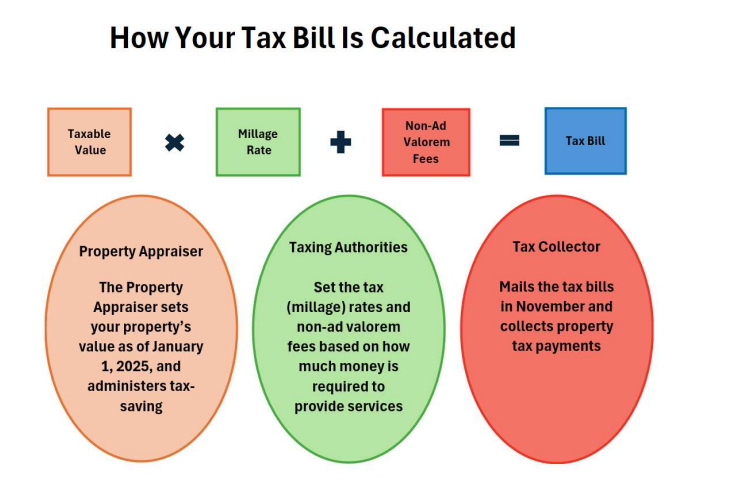 How Your Tax Bill Is Calculated
Taxable
Value
Millage
Rate
Non-Ad
Valorem
Fees
Tax Bill
Property Appraiser
The Property
Appraiser sets
your property’s
value as of January
1, 2025, and
administers tax-
saving
Taxing Authorities
Set the tax
(millage) rates and
non-ad valorem
fees based on how
much money is
required to
provide services
Tax Collector
Mails the tax bills
in November and
collects property
tax payments